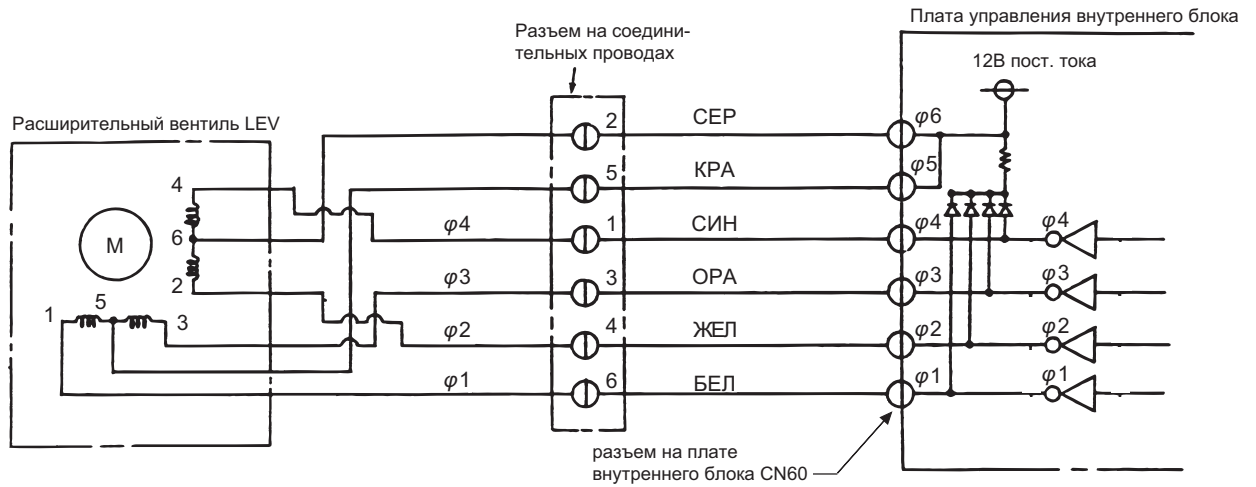 Плата управления внутреннего блока
Разъем на соедини-
тельных проводах
12В пост. тока
Расширительный вентиль LEV
2 СЕР φ6
5 КРА φ5
4
φ4 1 СИН φ4 φ4
М 6
φ3 3 ОРА φ3 φ3
2
1 5 3
φ2 4 ЖЕЛ φ2 φ2
φ1 6 БЕЛ φ1 φ1
разъем на плате
внутреннего блока CN60